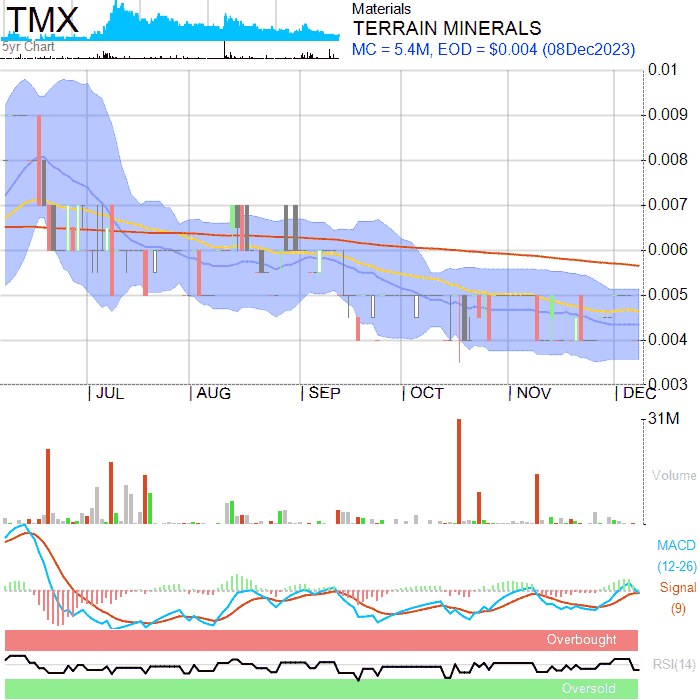 TMX
5yr Chart
Materials
TERRAIN MINERALS
MC = 5.4M, EOD = $0.004 (08Dec2023)
0.01
0.009
0.008
0.007
0.006
0.005
0.004
0.003
JUL AUG SEP OCT NOV DEC
31M
Volume
MACD
(12-26)
Signal
(9)
Overbought
RSI(14)
Oversold